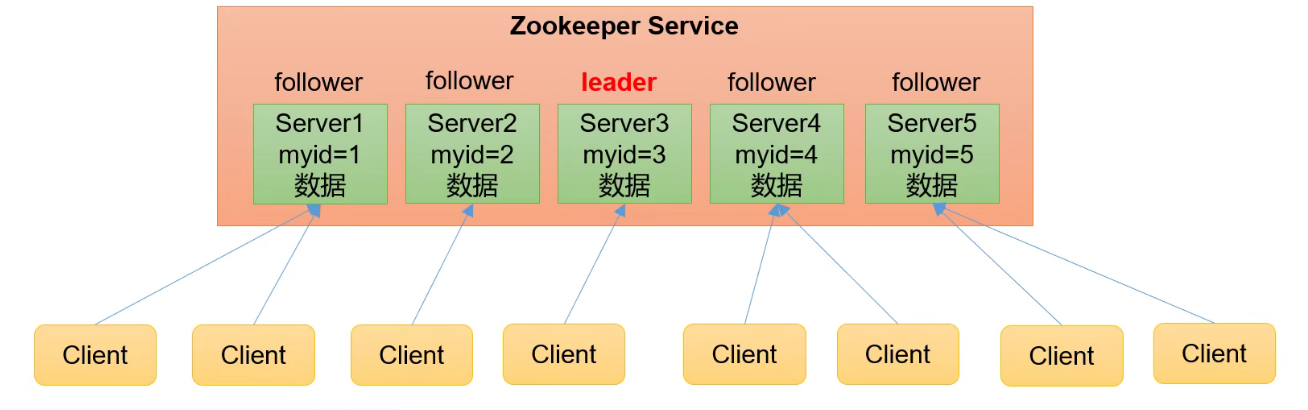 Zookeeper Service
follower
follower
leader
follower
follower
Server1
myid=1
数据
Server2
myid=2
数据
Server3
myid=3
数据
Server4
myid=4
数据
Server5
myid=5
数据
Client
Client
Client
Client
Client
Client
Client
Client